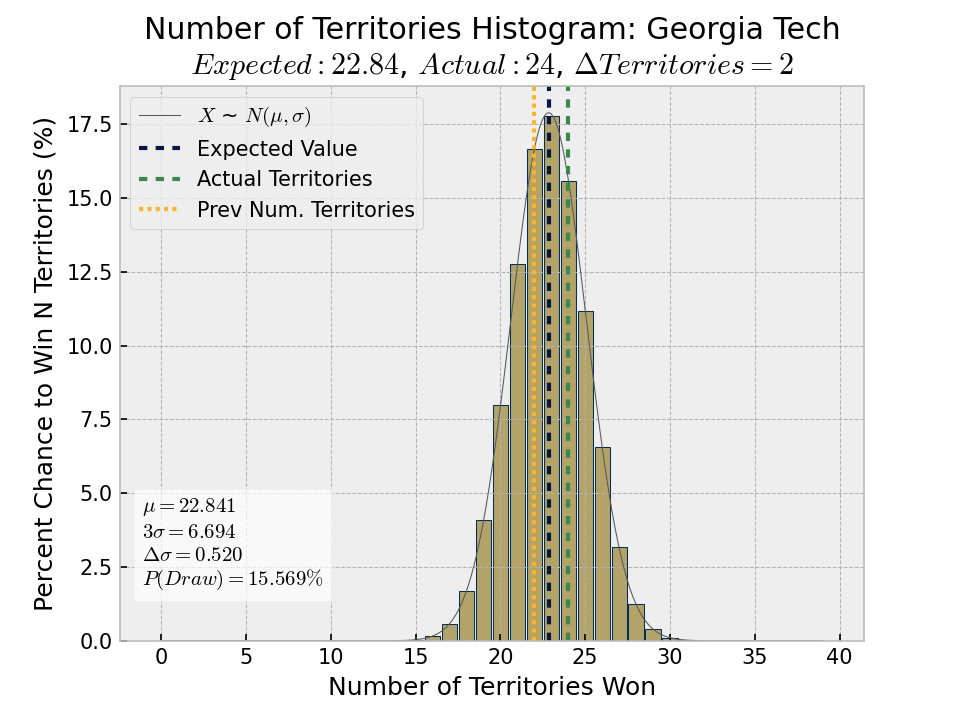 Number of Territories Histogram: Georgia Tech
Expected : 22.84, Actual : 24, ΔTerritories = 2
X ~ N(μ, σ)
Expected Value
Actual Territories
Prev Num. Territories
Percent Chance to Win N Territories (%)
17.5
15.0
12.5
10.0
7.5
5.0
2.5
0.0
μ = 22.841
3σ = 6.694
Δσ = 0.520
P(Draw) = 15.569%
0 5 10 15 20 25 30 35 40
Number of Territories Won